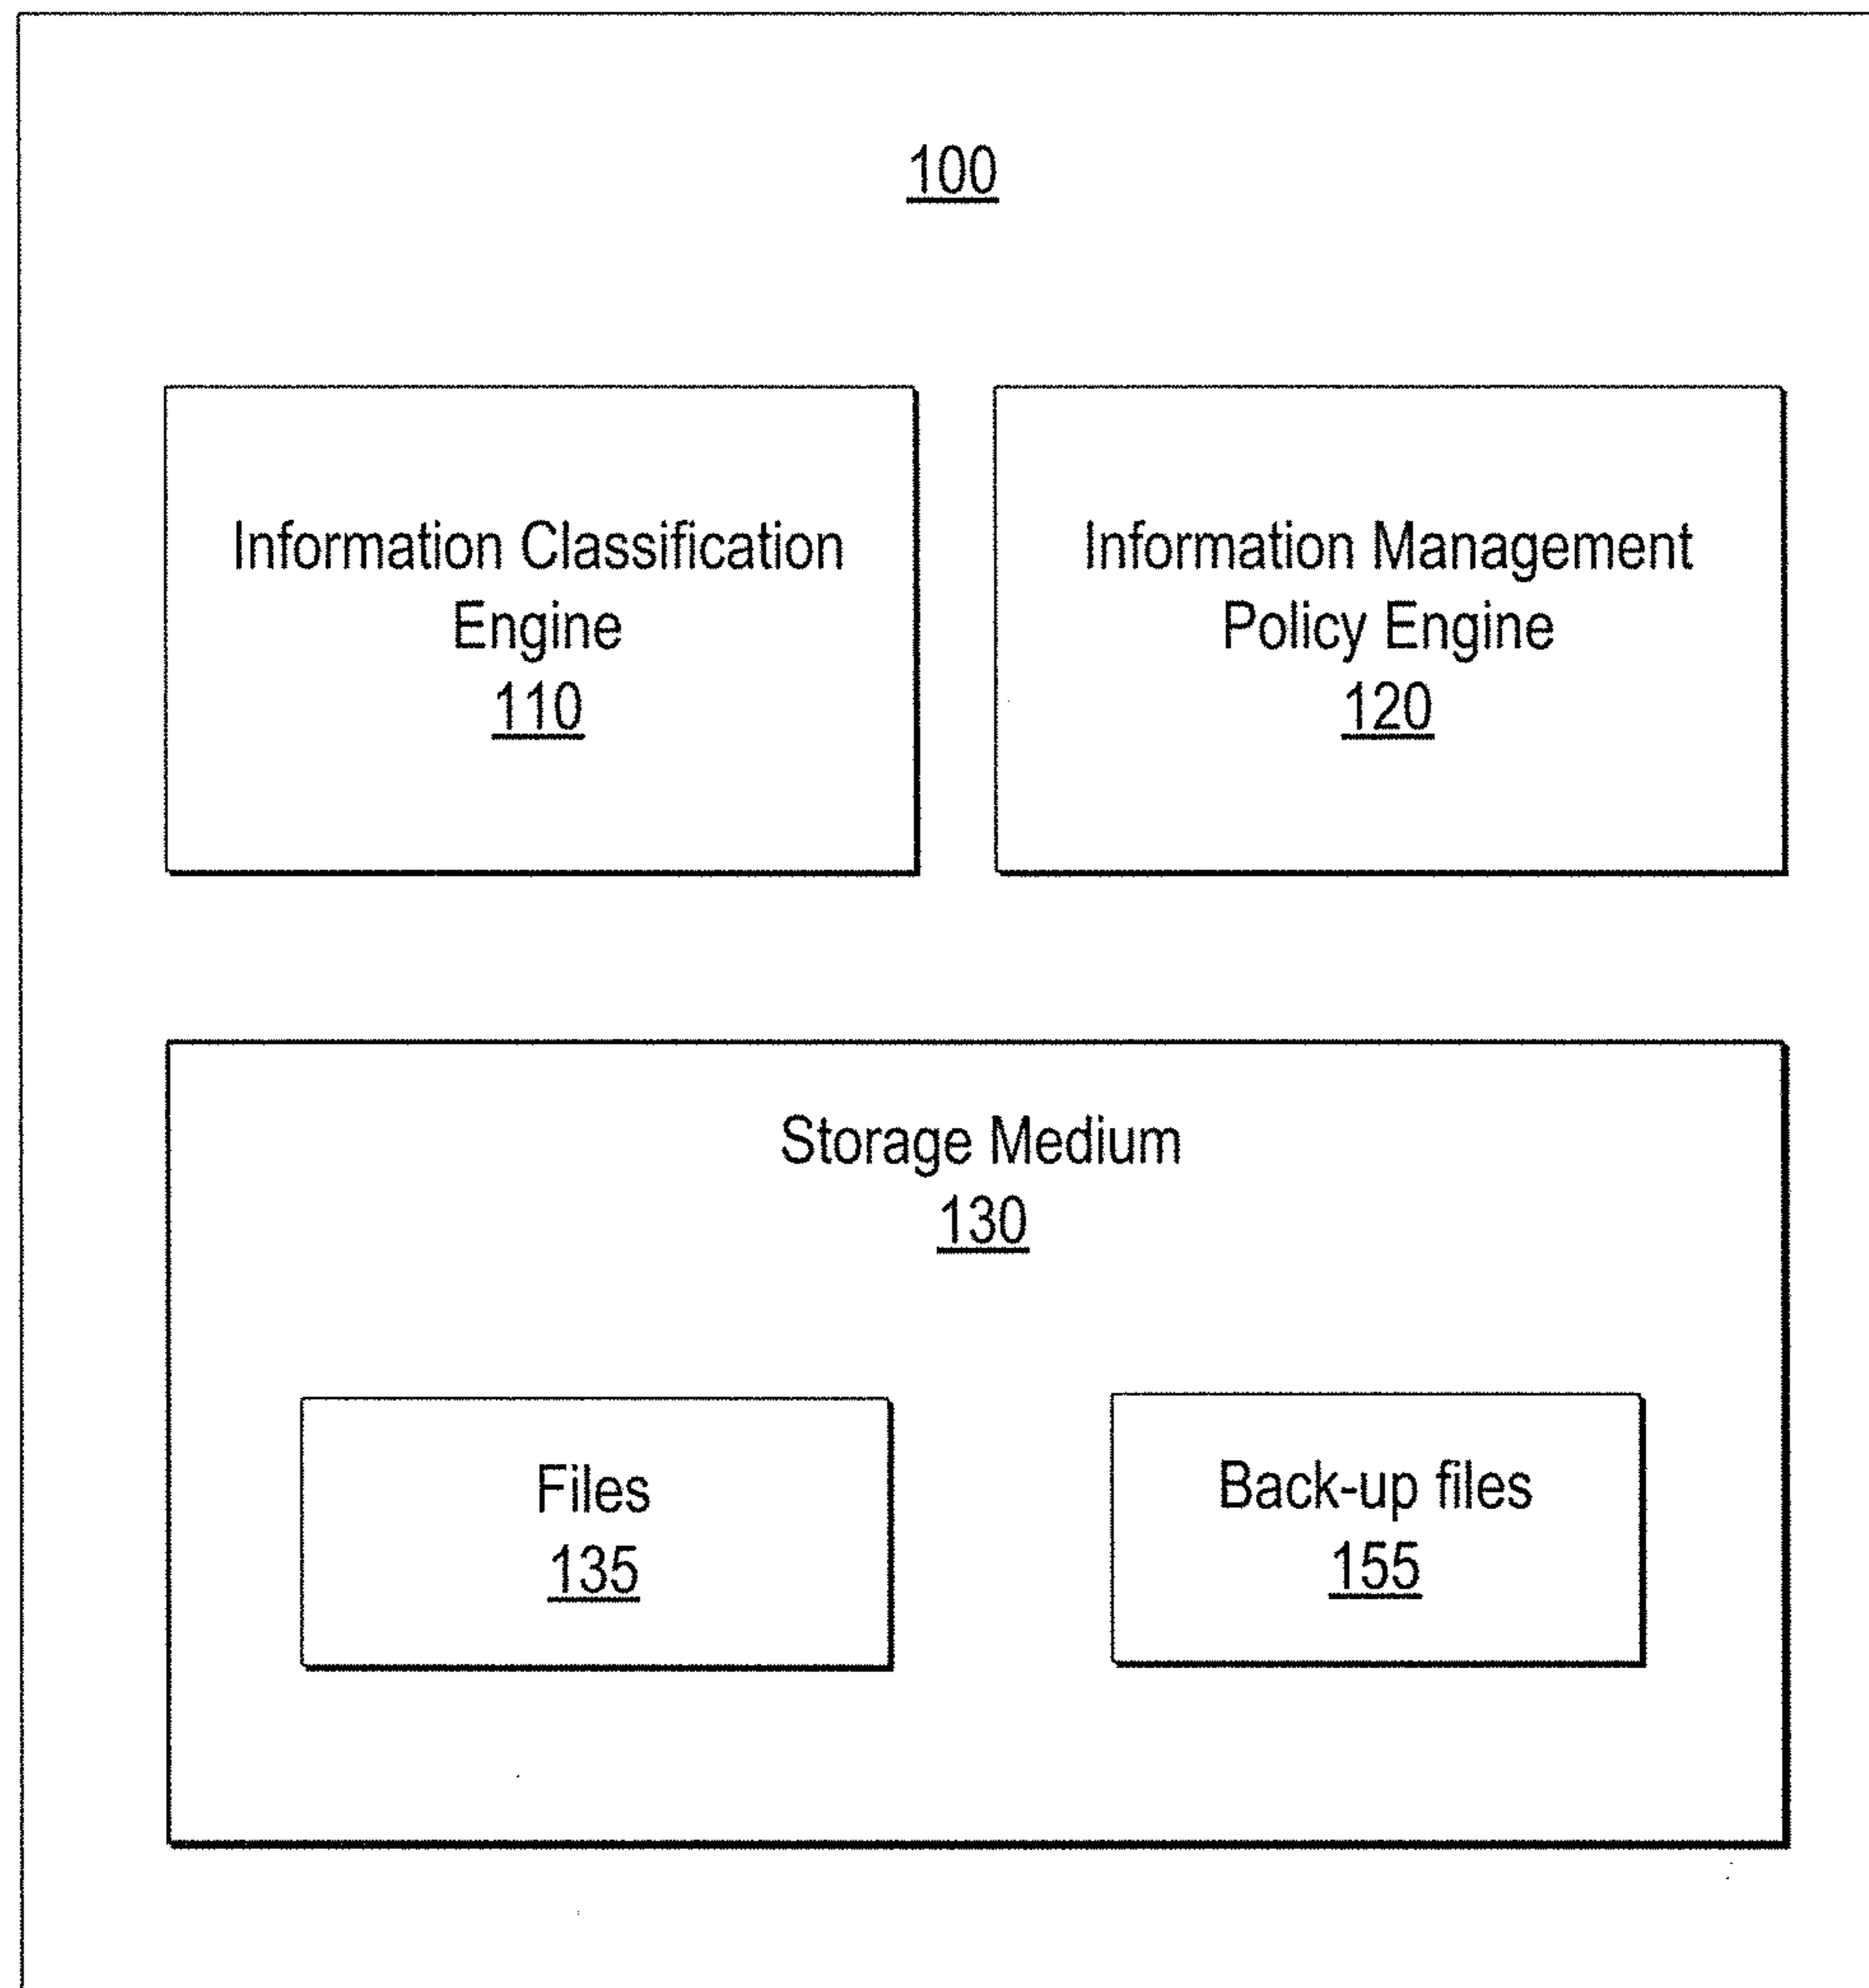 100
Information Classification
Engine
110
Information Management
Policy Engine
120
Storage Medium
130
Files
135
Back-up files
155